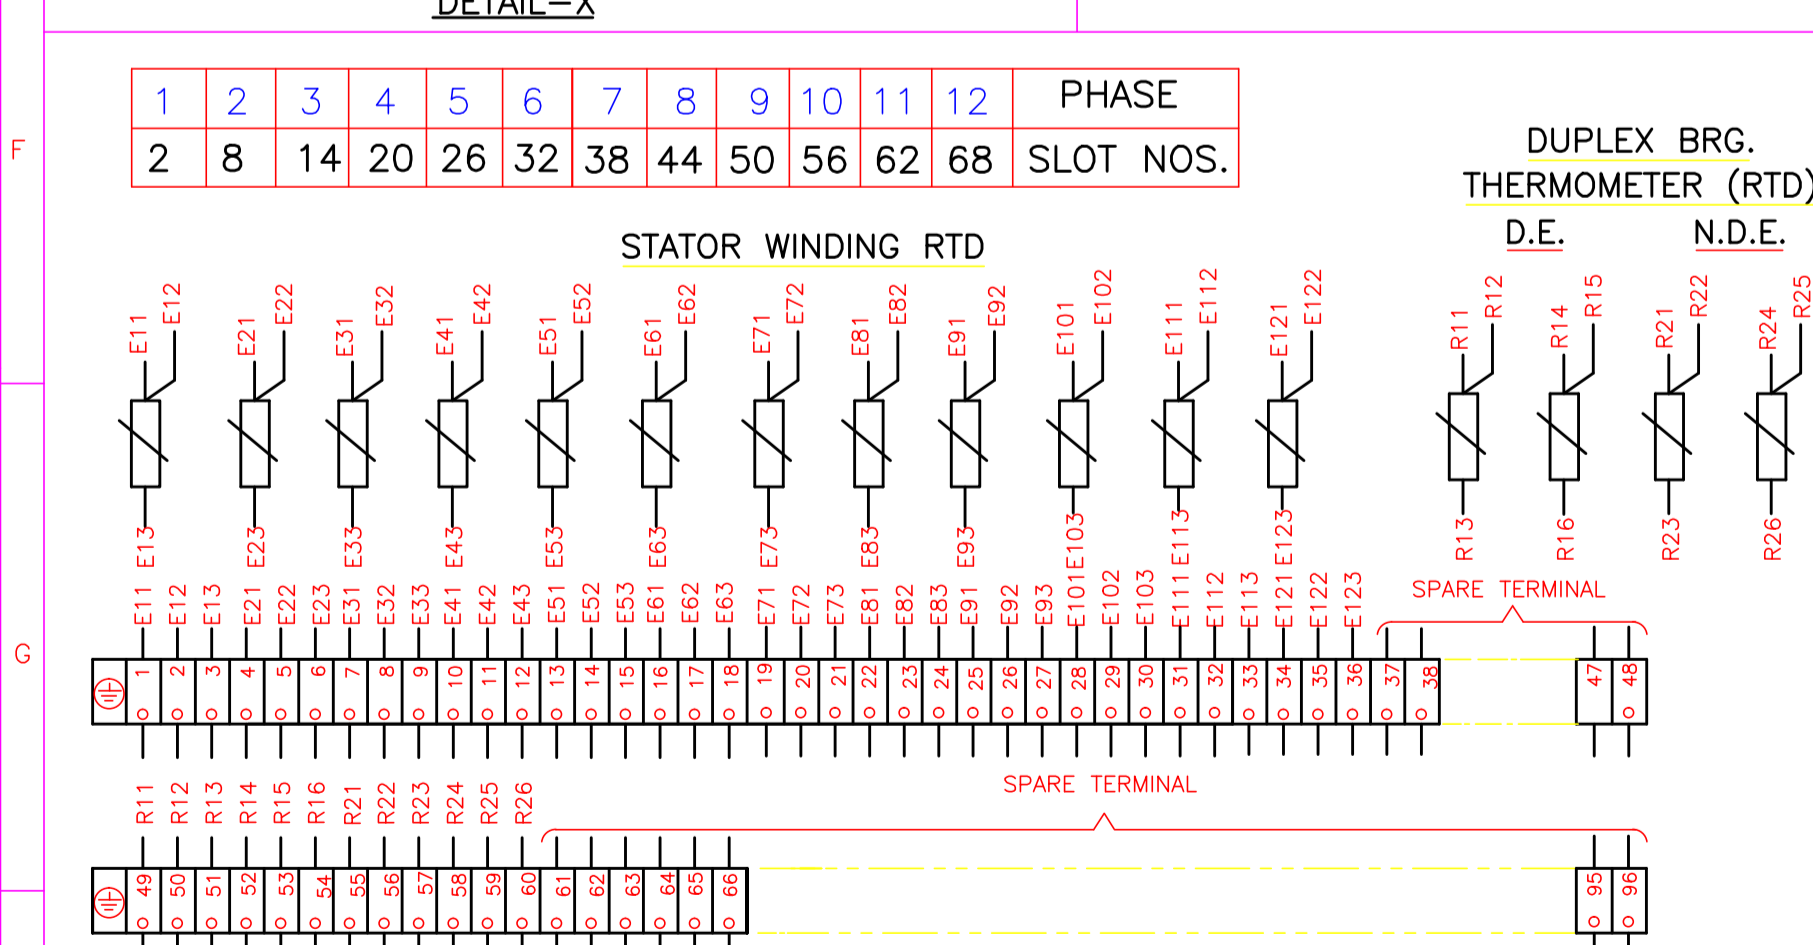 DETAIL-X
1 2 3 4 5 6 7 8 9 10 11 12 PHASE
2 8 14 20 26 32 38 44 50 56 62 68 SLOT NOS.
F
DUPLEX BRG.
THERMOMETER (RTD)
D.E. N.D.E.
STATOR WINDING RTD
E11 E12 E21 E22 E31 E32 E41 E42 E51 E52 E61 E62 E71 E72 E81 E82 E91 E92 E101 E102 E111 E112 E121 E122 R11 R12 R14 R15 R21 R22 R24 R25
E13 E23 E33 E43 E53 E63 E73 E83 E93 E103 E113 E123 R13 R16 R23 R26
E11 E12 E13 E21 E22 E23 E31 E32 E33 E41 E42 E43 E51 E52 E53 E61 E62 E63 E71 E72 E73 E81 E82 E83 E91 E92 E93 E101 E102 E103 E111 E112 E113 E121 E122 E123 SPARE TERMINAL
G
1 2 3 4 5 6 7 8 9 10 11 12 13 14 15 16 17 18 19 20 21 22 23 24 25 26 27 28 29 30 31 32 33 34 35 36 37 38 47 48
R11 R12 R13 R14 R15 R16 R21 R22 R23 R24 R25 R26 SPARE TERMINAL
49 50 51 52 53 54 55 56 57 58 59 60 61 62 63 64 65 66 95 96